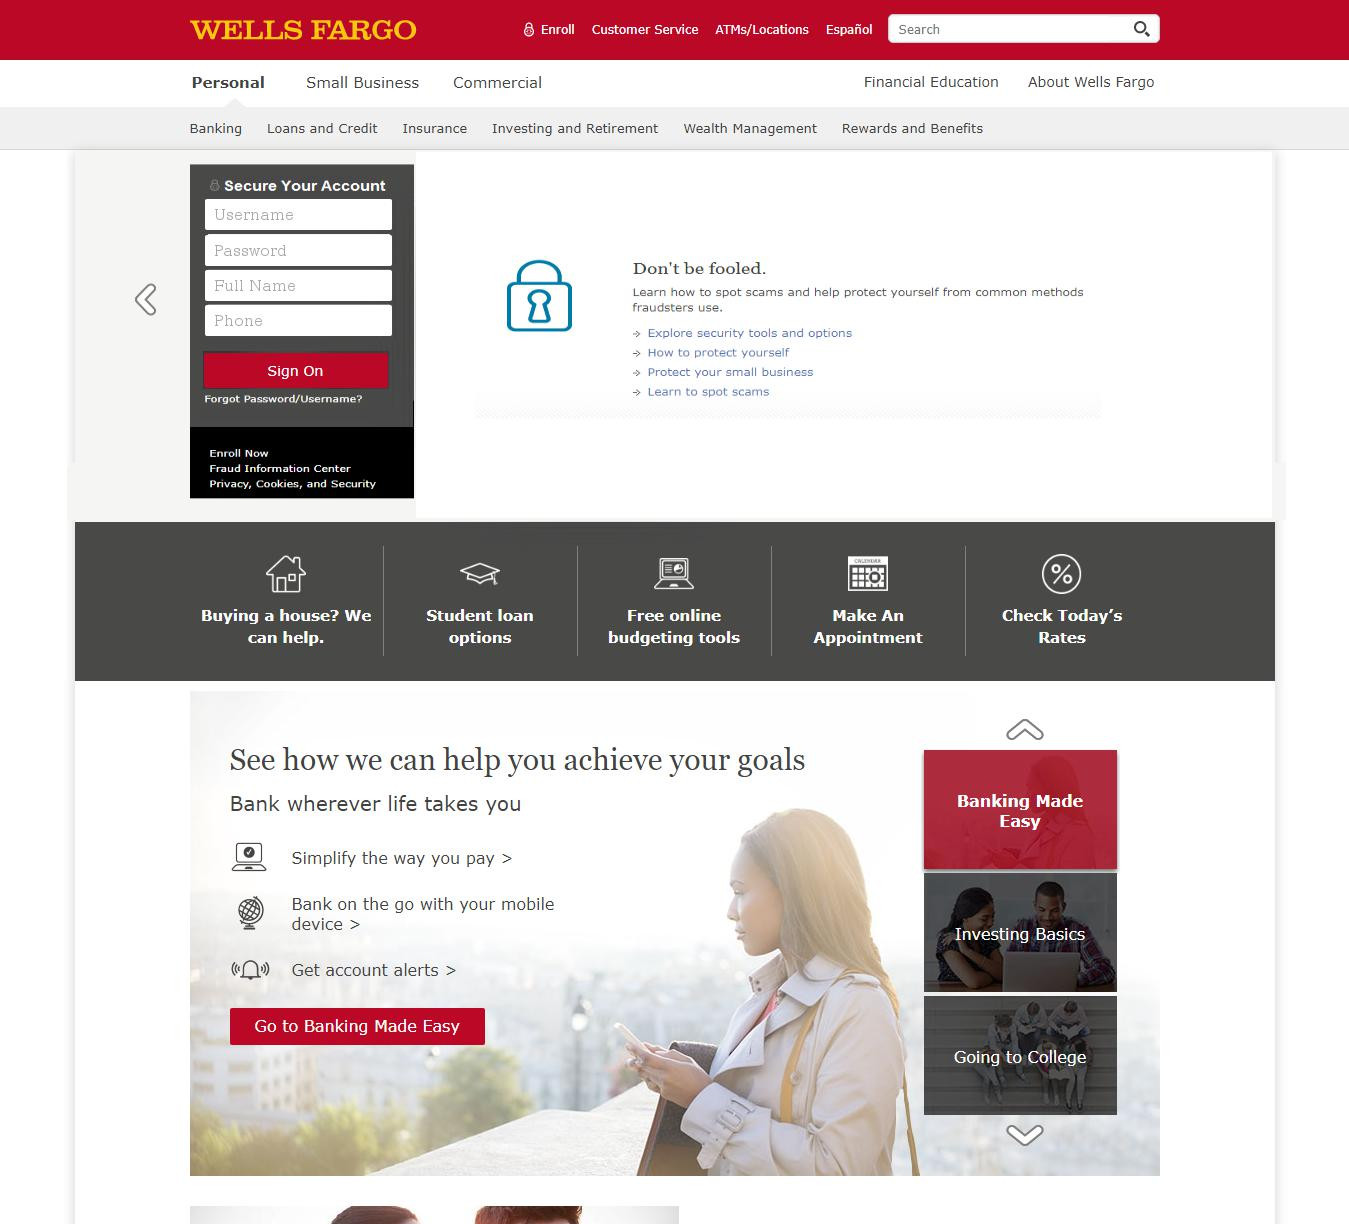 WELLS FARGO
Enroll Customer Service ATMs/Locations Español Search
Personal Small Business Commercial Financial Education About Wells Fargo
Banking Loans and Credit Insurance Investing and Retirement Wealth Management Rewards and Benefits
Secure Your Account
Username
Password
Full Name
Phone
Sign On
Forgot Password/Username?
Enroll Now
Fraud Information Center
Privacy, Cookies, and Security
Don't be fooled.
Learn how to spot scams and help protect yourself from common methods
fraudsters use.
Explore security tools and options
How to protect yourself
Protect your small business
Learn to spot scams
Buying a house? We
can help.
Student loan
options
Free online
budgeting tools
CALENDAR
Make An
Appointment
%
Check Today’s
Rates
See how we can help you achieve your goals
Bank wherever life takes you
Simplify the way you pay >
Bank on the go with your mobile
device >
Get account alerts >
Go to Banking Made Easy
Banking Made
Easy
Investing Basics
Going to College